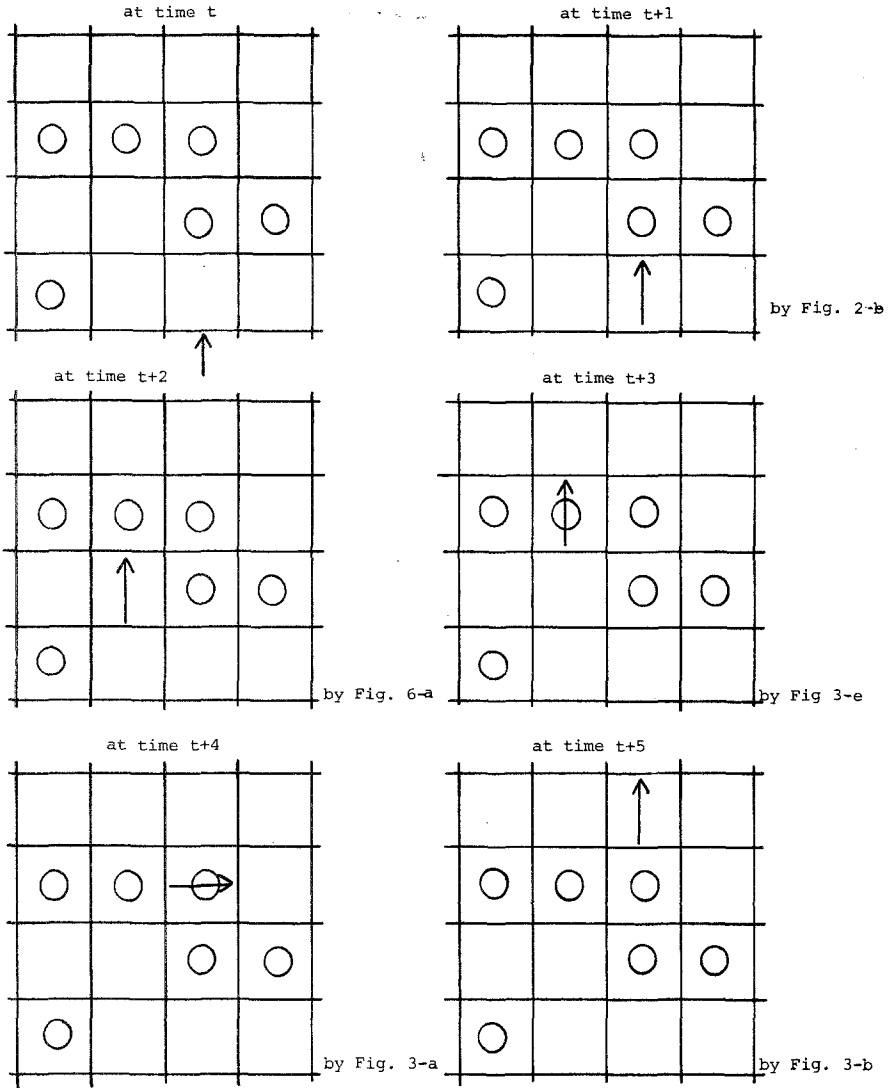 at time t
at time t+1
by Fig. 2-b
at time t+2
at time t+3
by Fig. 6-a
by Fig 3-e
at time t+4
at time t+5
by Fig. 3-a
by Fig. 3-b